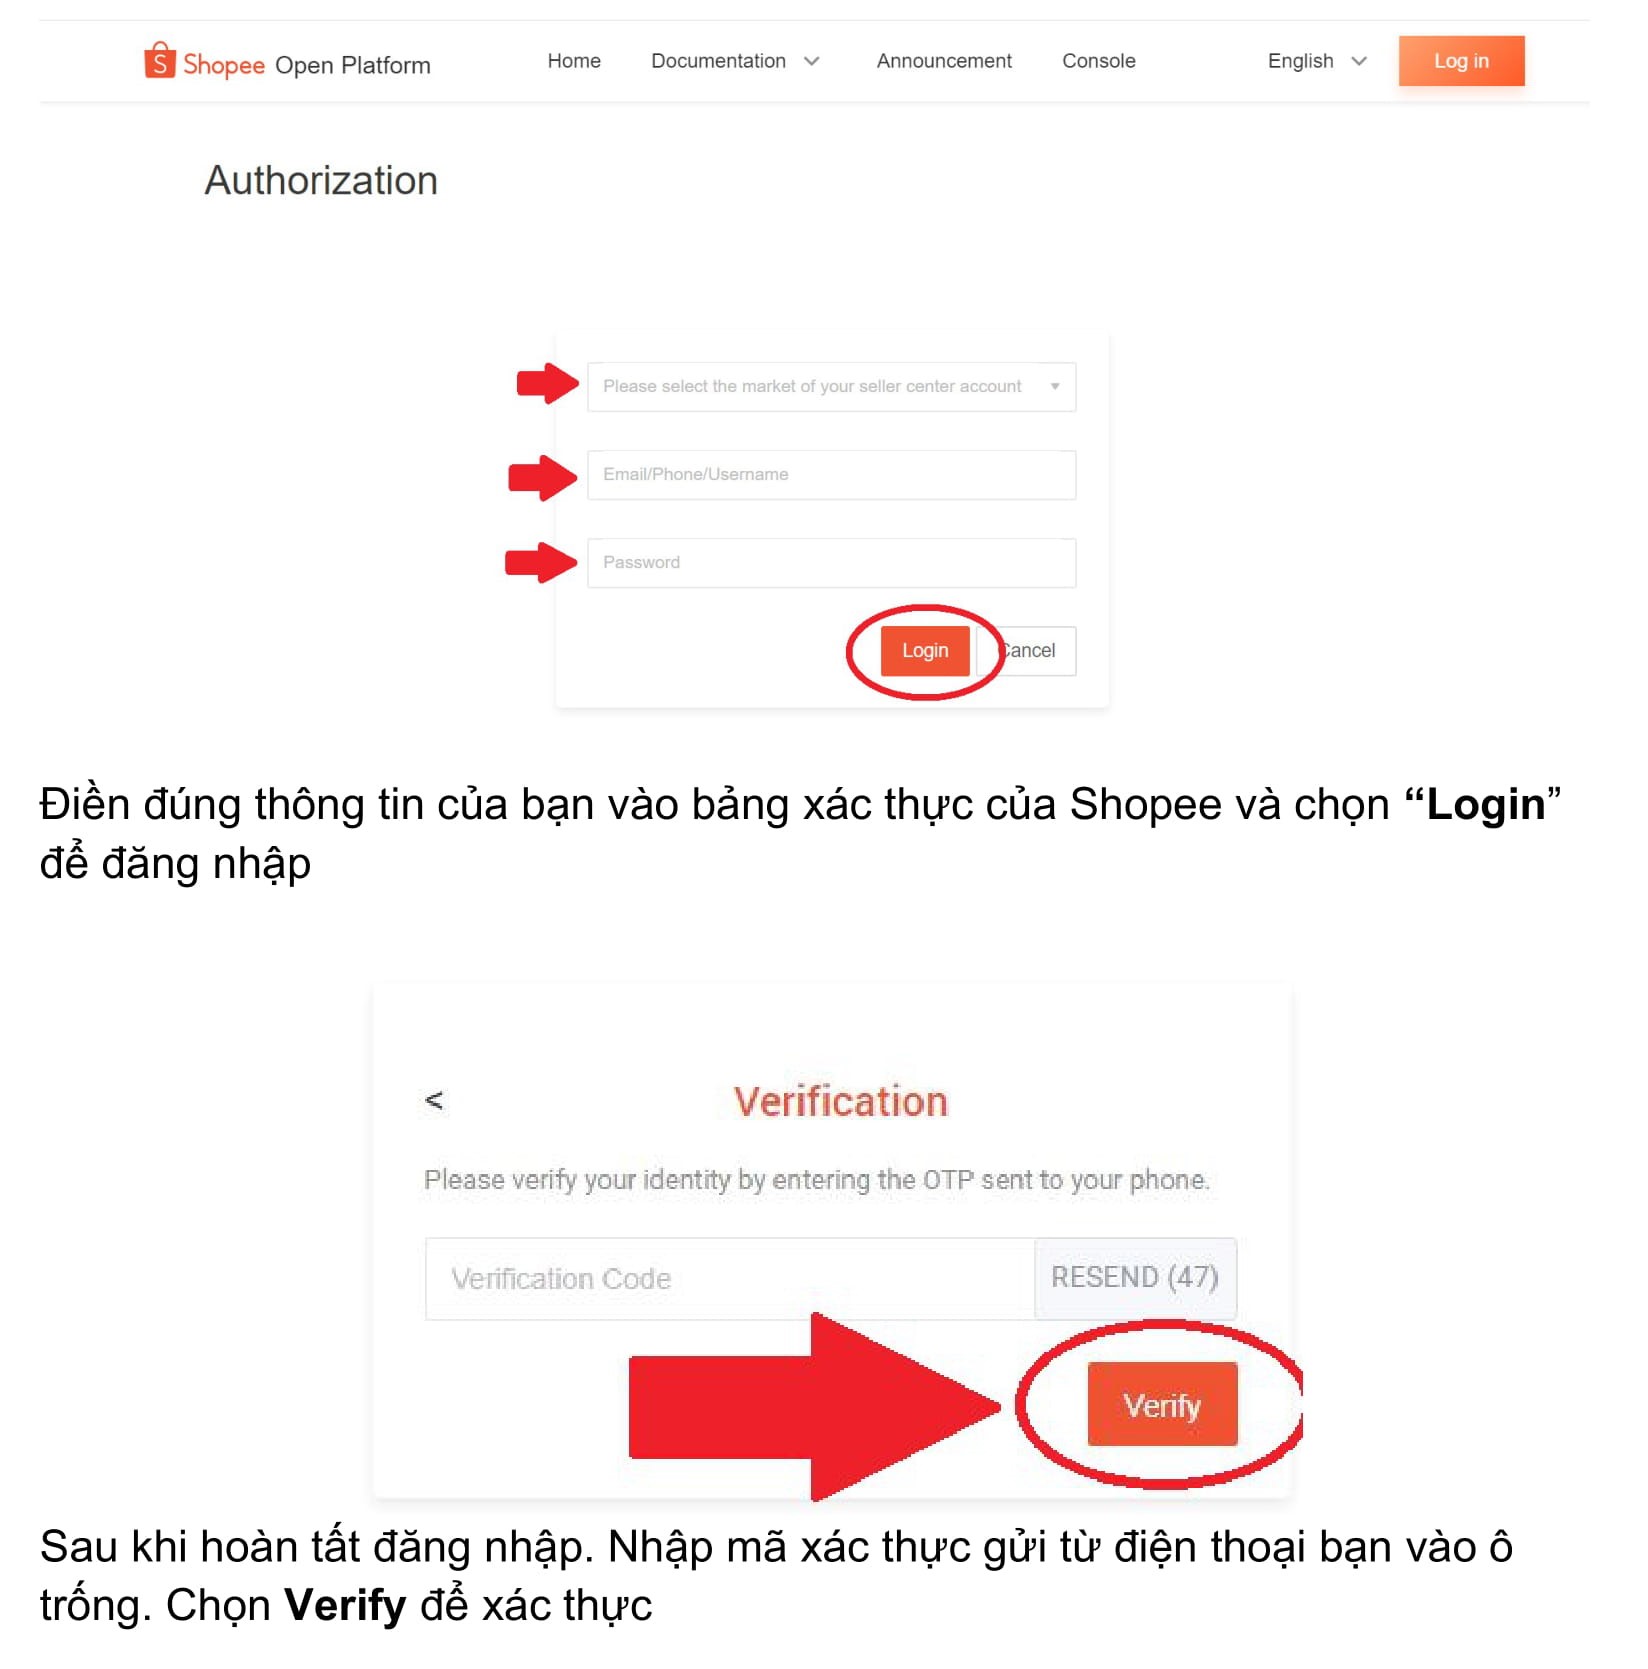 Shopee Open Platform Home Documentation Announcement Console English Log in
Authorization
Please select the market of your seller center account
Email/Phone/Username
Password
Login Cancel
Điền đúng thông tin của bạn vào bảng xác thực của Shopee và chọn “Login”
để đăng nhập
< Verification
Please verify your identity by entering the OTP sent to your phone.
Verification Code RESEND (47)
Verify
Sau khi hoàn tất đăng nhập. Nhập mã xác thực gửi từ điện thoại bạn vào ô
trống. Chọn Verify để xác thực